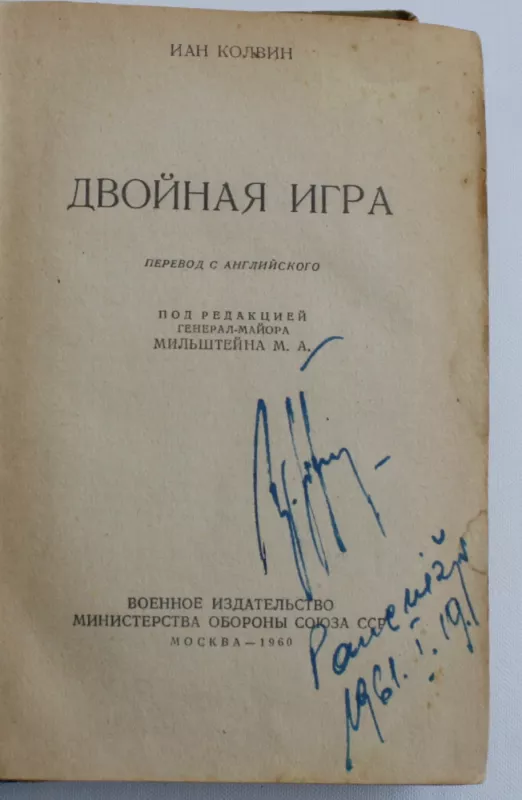 ИАН КОЛВИН
ДВОЙНАЯ ИГРА
ПЕРЕВОД С АНГЛИЙСКОГО
ПОД РЕДАКЦИЕЙ
ГЕНЕРАЛ-МАЙОРА
МИЛЬШТЕЙНА М. А.
ВОЕННОЕ ИЗДАТЕЛЬСТВО
МИНИСТЕРСТВА ОБОРОНЫ СОЮЗА ССР
МОСКВА—1960
1961. I. 19.